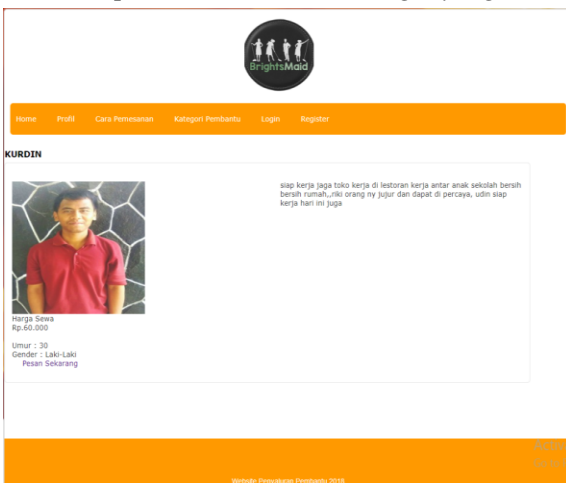 BrightsMaid
Home Profil Cara Pemesanan Kategori Pembantu Login Register
KURDIN
siap kerja jaga toko kerja di lestoran kerja antar anak sekolah bersih
bersih rumah,,riki orang ny jujur dan dapat di percaya, udin siap
kerja hari ini juga
Harga Sewa
Rp.60.000
Umur : 30
Gender : Laki-Laki
Pesan Sekarang
Website Penyaluran Pembantu 2016